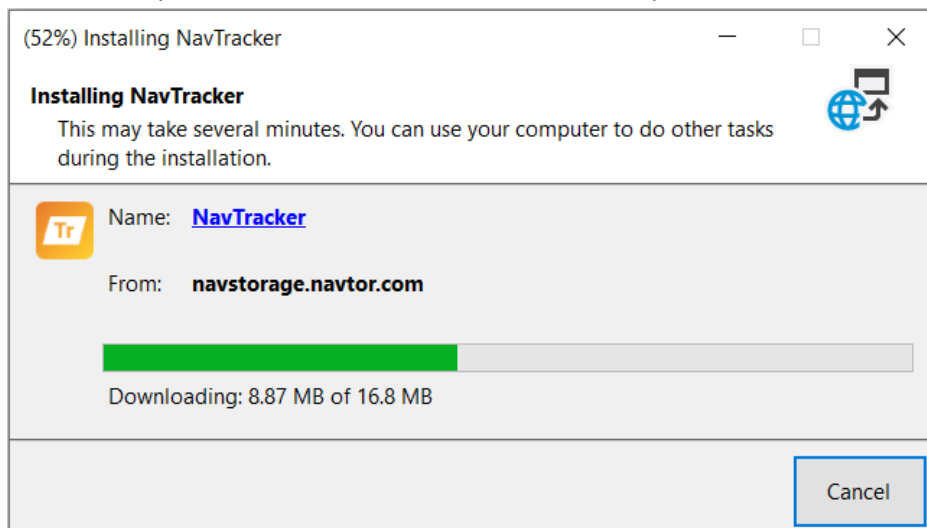 (52%) Installing NavTracker
Installing NavTracker
This may take several minutes. You can use your computer to do other tasks
during the installation.
Tr
Name: NavTracker
From: navstorage.navtor.com
Downloading: 8.87 MB of 16.8 MB
Cancel